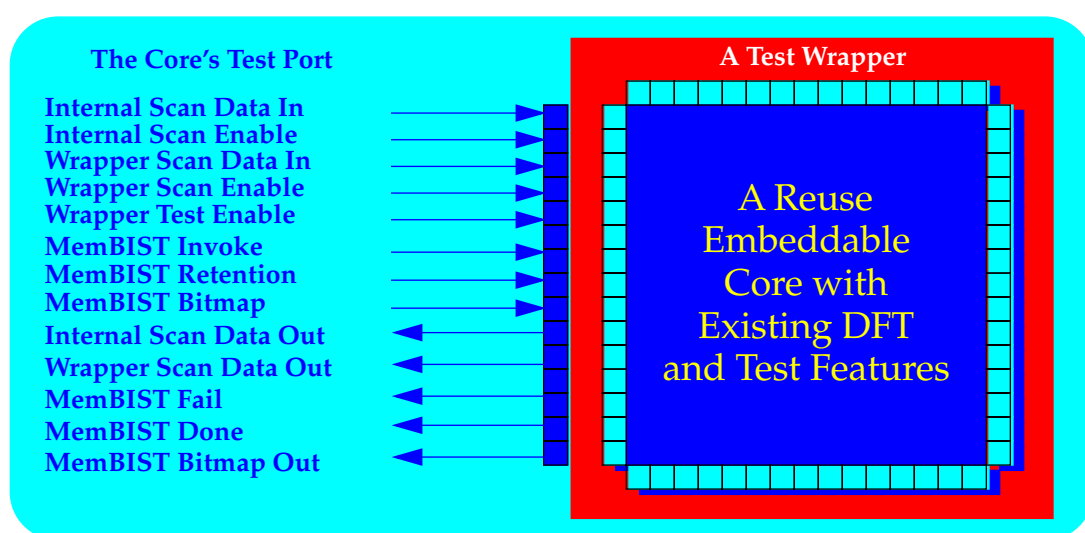 The Core's Test Port
Internal Scan Data In
Internal Scan Enable
Wrapper Scan Data In
Wrapper Scan Enable
Wrapper Test Enable
MemBIST Invoke
MemBIST Retention
MemBIST Bitmap
Internal Scan Data Out
Wrapper Scan Data Out
MemBIST Fail
MemBIST Done
MemBIST Bitmap Out
A Test Wrapper
A Reuse
Embeddable
Core with
Existing DFT
and Test Features